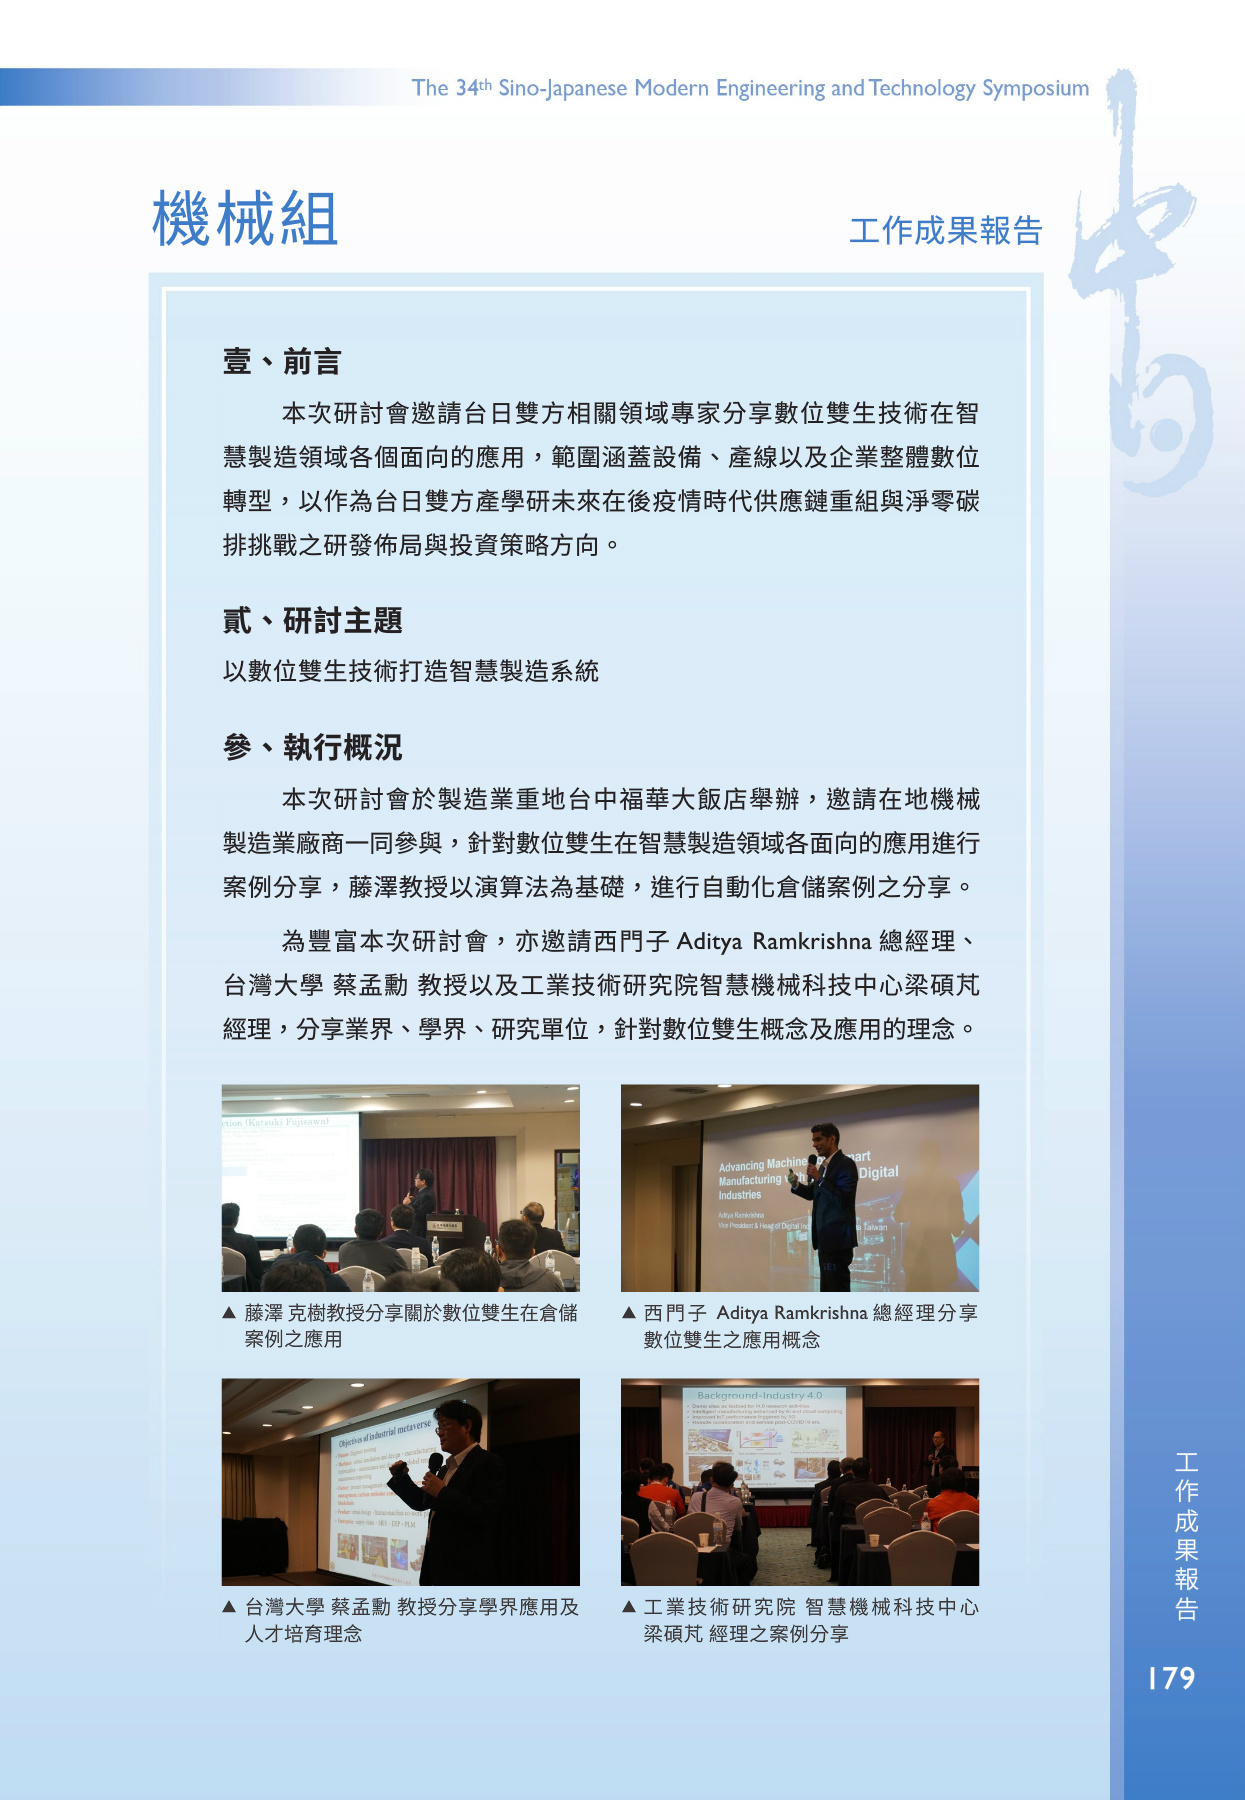 The 34th Sino-Japanese Modern Engineering and Technology Symposium
機械組
工作成果報告
壹、前言
本次研討會邀請台日雙方相關領域專家分享數位雙生技術在智
慧製造領域各個面向的應用，範圍涵蓋設備、產線以及企業整體數位
轉型，以作為台日雙方產學研未來在後疫情時代供應鏈重組與淨零碳
排挑戰之研發佈局與投資策略方向。
貳、研討主題
以數位雙生技術打造智慧製造系統
參、執行概況
本次研討會於製造業重地台中福華大飯店舉辦，邀請在地機械
製造業廠商一同參與，針對數位雙生在智慧製造領域各面向的應用進行
案例分享，藤澤教授以演算法為基礎，進行自動化倉儲案例之分享。
為豐富本次研討會，亦邀請西門子 Aditya Ramkrishna 總經理、
台灣大學 蔡孟勳 教授以及工業技術研究院智慧機械科技中心梁碩芃
經理，分享業界、學界、研究單位，針對數位雙生概念及應用的理念。
(Katsuki Fujisawa)
Advancing Machine
Manufacturing
Digital
Industries
Aditya Ramkrishna
▲ 藤澤 克樹教授分享關於數位雙生在倉儲
案例之應用
▲ 西門子 Aditya Ramkrishna 總經理分享
數位雙生之應用概念
Objectives of industrial metaverse
Background-Industry 4.0
▲ 台灣大學 蔡孟勳 教授分享學界應用及
人才培育理念
▲ 工業技術研究院 智慧機械科技中心
梁碩芃 經理之案例分享
工作成果報告
179